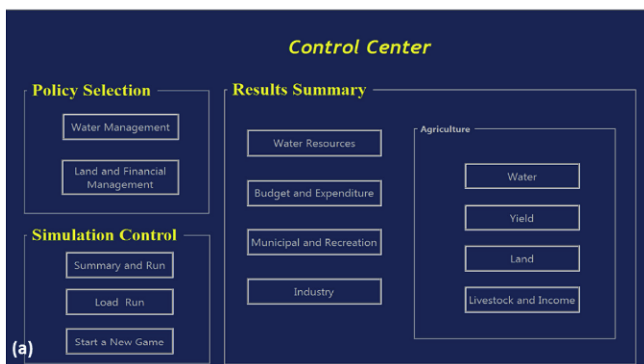 Control Center
Policy Selection
Water Management
Land and Financial
Management
Simulation Control
Summary and Run
Load Run
Start a New Game
Results Summary
Water Resources
Budget and Expenditure
Municipal and Recreation
Industry
Agriculture
Water
Yield
Land
Livestock and Income
(a)